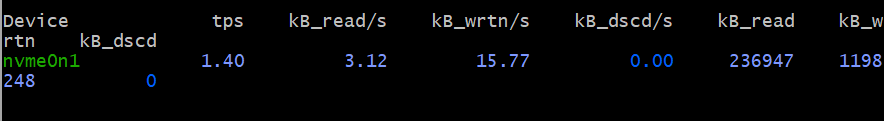 Device tps kB_read/s kB_wrtn/s kB_dscd/s kB_read kB_w
rtn kB_dscd
nvme0n1 1.40 3.12 15.77 0.00 236947 1198
248 0